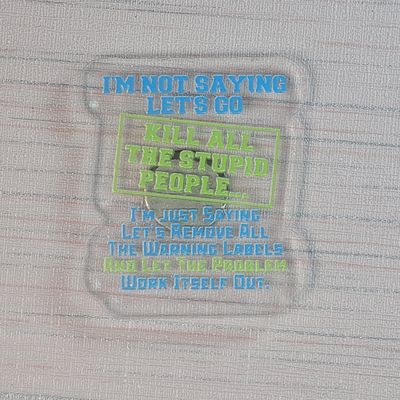 I'M NOT SAYING
LET'S GO
KILL ALL
THE STUPID
PEOPLE...
I'm just Saying
Let's Remove All
The Warning Labels
And Let the Problem
Work Itself Out.